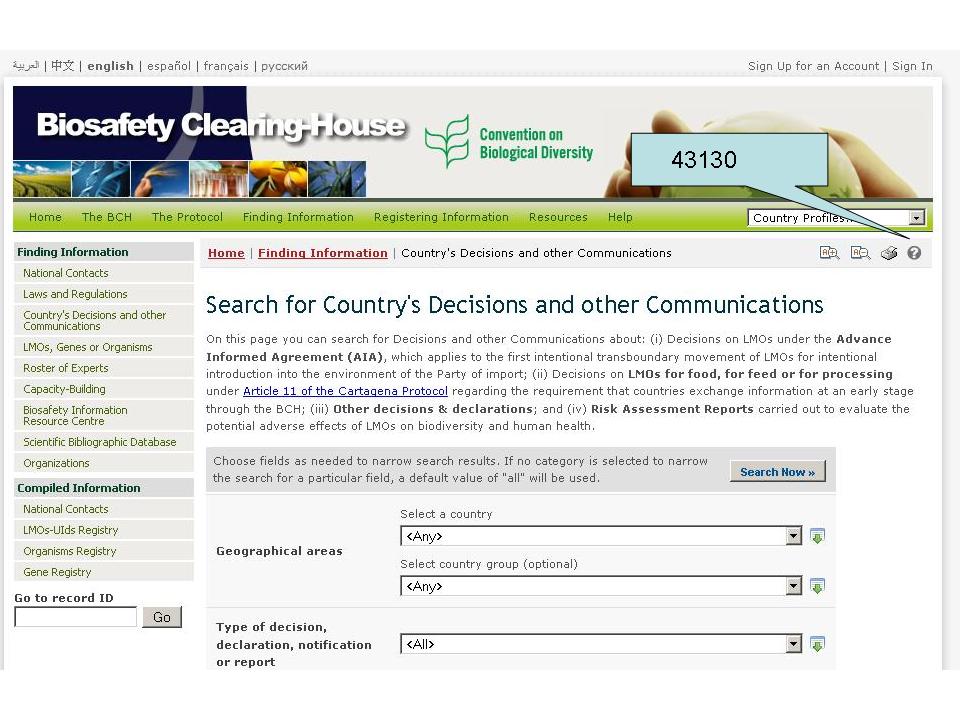 العربية | 中文 | english | español | français | русский
Sign Up for an Account | Sign In
Biosafety Clearing-House
Convention on
Biological Diversity
43130
Home The BCH The Protocol Finding Information Registering Information Resources Help
Country Profiles...
Finding Information
National Contacts
Laws and Regulations
Country's Decisions and other
Communications
LMOs, Genes or Organisms
Roster of Experts
Capacity-Building
Biosafety Information
Resource Centre
Scientific Bibliographic Database
Organizations
Compiled Information
National Contacts
LMOs-UIds Registry
Organisms Registry
Gene Registry
Go to record ID
Go
Home | Finding Information | Country's Decisions and other Communications
Search for Country's Decisions and other Communications
On this page you can search for Decisions and other Communications about: (i) Decisions on LMOs under the Advance
Informed Agreement (AIA), which applies to the first intentional transboundary movement of LMOs for intentional
introduction into the environment of the Party of import; (ii) Decisions on LMOs for food, for feed or for processing
under Article 11 of the Cartagena Protocol regarding the requirement that countries exchange information at an early stage
through the BCH; (iii) Other decisions & declarations; and (iv) Risk Assessment Reports carried out to evaluate the
potential adverse effects of LMOs on biodiversity and human health.
Choose fields as needed to narrow search results. If no category is selected to narrow
the search for a particular field, a default value of "all" will be used.
Search Now »
Geographical areas
Select a country
<Any>
Select country group (optional)
<Any>
Type of decision,
declaration, notification
or report
<All>